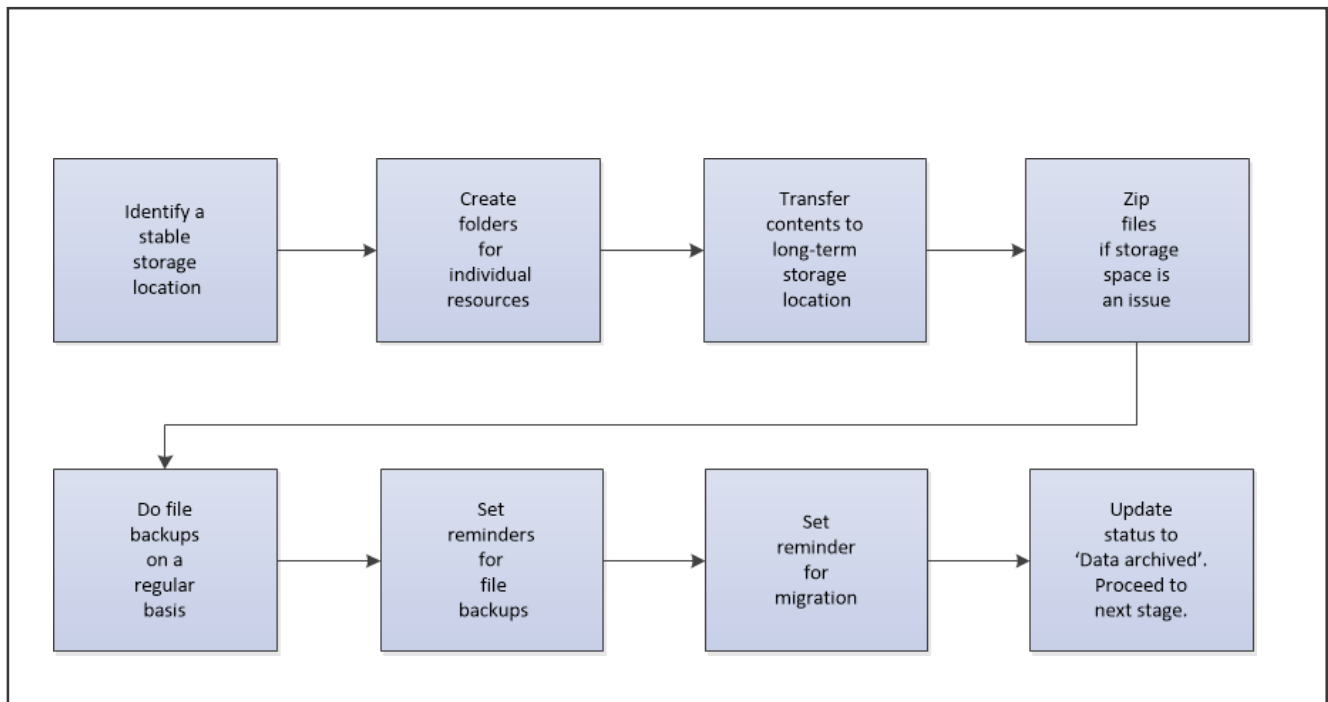 Identify a
stable
storage
location
Create
folders
for
individual
resources
Transfer
contents to
long-term
storage
location
Zip
files
if storage
space is
an issue
Do file
backups
on a
regular
basis
Set
reminders
for
file
backups
Set
reminder
for
migration
Update
status to
‘Data archived’.
Proceed to
next stage.